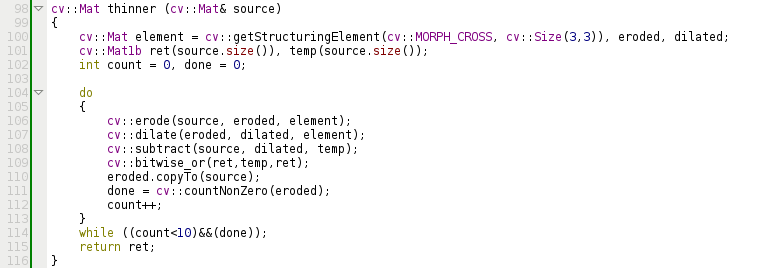 98 cv::Mat thinner (cv::Mat& source)
99 {
100 cv::Mat element = cv::getStructuringElement(cv::MORPH_CROSS, cv::Size(3,3)), eroded, dilated;
101 cv::Mat1b ret(source.size()), temp(source.size());
102 int count = 0, done = 0;
103
104 do
105 {
106 cv::erode(source, eroded, element);
107 cv::dilate(eroded, dilated, element);
108 cv::subtract(source, dilated, temp);
109 cv::bitwise_or(ret,temp,ret);
110 eroded.copyTo(source);
111 done = cv::countNonZero(eroded);
112 count++;
113 }
114 while ((count<10)&&(done));
115 return ret;
116 }